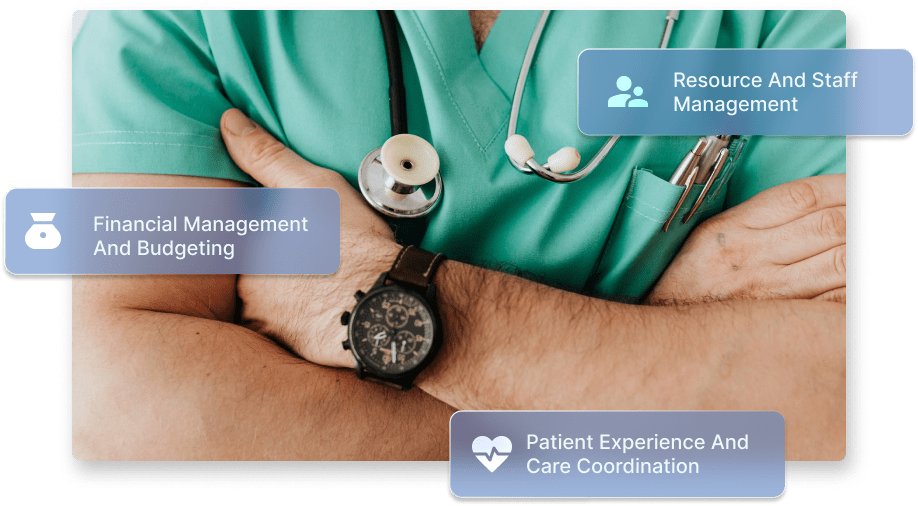 Resource And Staff
Management
Financial Management
And Budgeting
Patient Experience And
Care Coordination